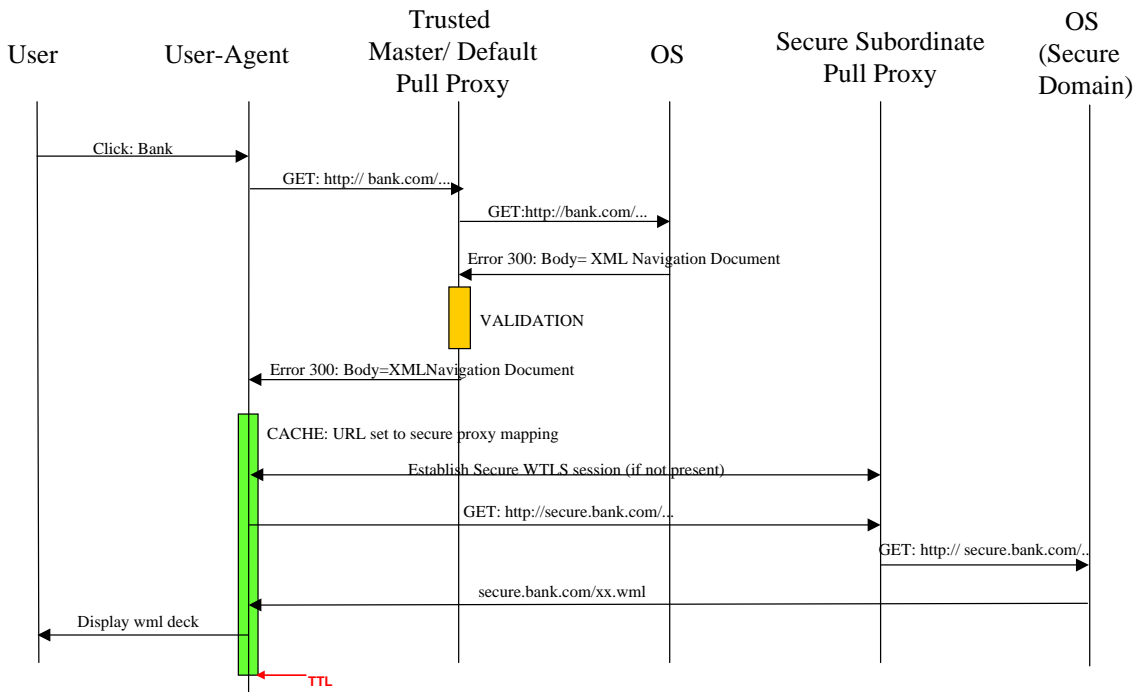 User
User-Agent
Trusted
Master/ Default
Pull Proxy
OS
Secure Subordinate
Pull Proxy
OS
(Secure
Domain)
Click: Bank
GET: http:// bank.com/...
GET:http://bank.com/...
Error 300: Body= XML Navigation Document
VALIDATION
Error 300: Body=XMLNavigation Document
CACHE: URL set to secure proxy mapping
Establish Secure WTLS session (if not present)
GET: http://secure.bank.com/...
GET: http:// secure.bank.com/..
secure.bank.com/xx.wml
Display wml deck
TTL